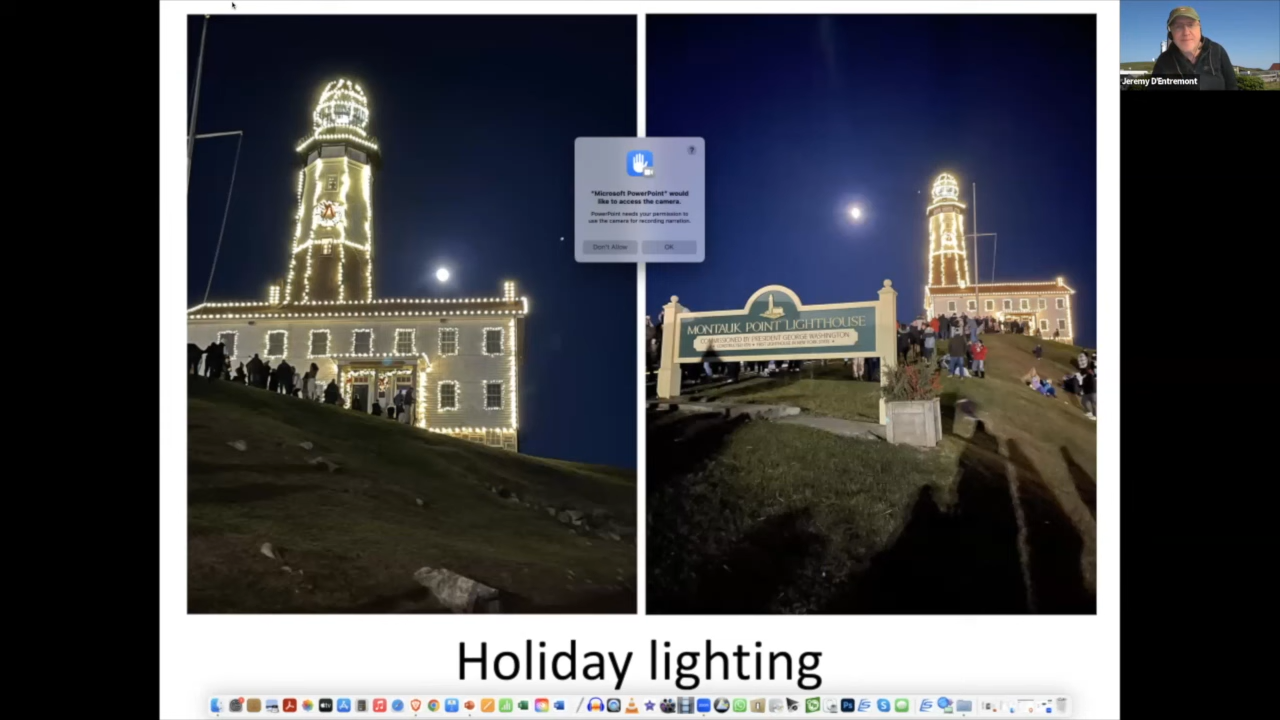 Jeremy D'Entremont
"Microsoft PowerPoint" would
like to access the camera.
PowerPoint needs your permission to
use the camera for recording narration.
Don't Allow
OK
MONTAUK POINT LIGHTHOUSE
COMMISSIONED BY PRESIDENT GEORGE WASHINGTON
Holiday lighting